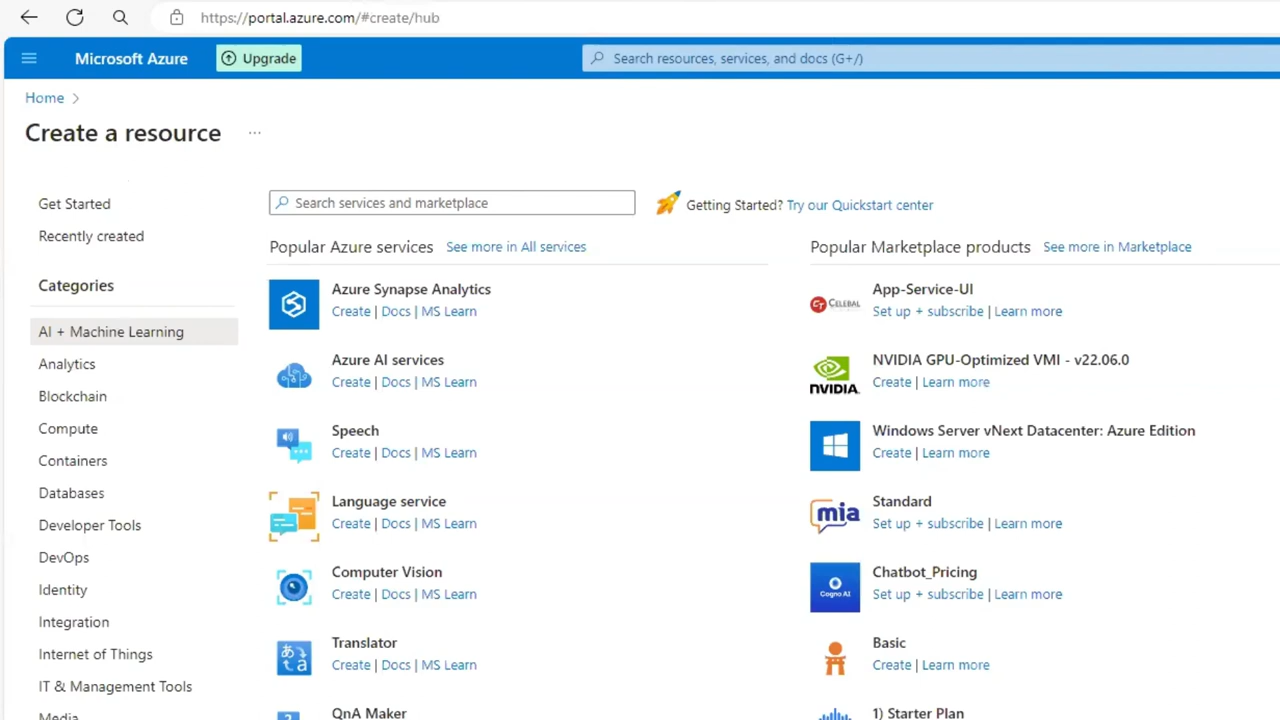 https://portal.azure.com/#create/hub
Microsoft Azure
Upgrade
Search resources, services, and docs (G+/)
Home
Create a resource
...
Get Started
Recently created
Categories
AI + Machine Learning
Analytics
Blockchain
Compute
Containers
Databases
Developer Tools
DevOps
Identity
Integration
Internet of Things
IT & Management Tools
Media
Search services and marketplace
Getting Started? Try our Quickstart center
Popular Azure services See more in All services
Azure Synapse Analytics
Create | Docs | MS Learn
Azure AI services
Create | Docs | MS Learn
Speech
Create | Docs | MS Learn
Language service
Create | Docs | MS Learn
Computer Vision
Create | Docs | MS Learn
Translator
Create | Docs | MS Learn
QnA Maker
Popular Marketplace products See more in Marketplace
CELEBAL
App-Service-UI
Set up + subscribe | Learn more
NVIDIA
NVIDIA GPU-Optimized VMI - v22.06.0
Create | Learn more
Windows Server vNext Datacenter: Azure Edition
Create | Learn more
mia
Standard
Set up + subscribe | Learn more
Cogno AI
Chatbot_Pricing
Set up + subscribe | Learn more
Basic
Create | Learn more
1) Starter Plan